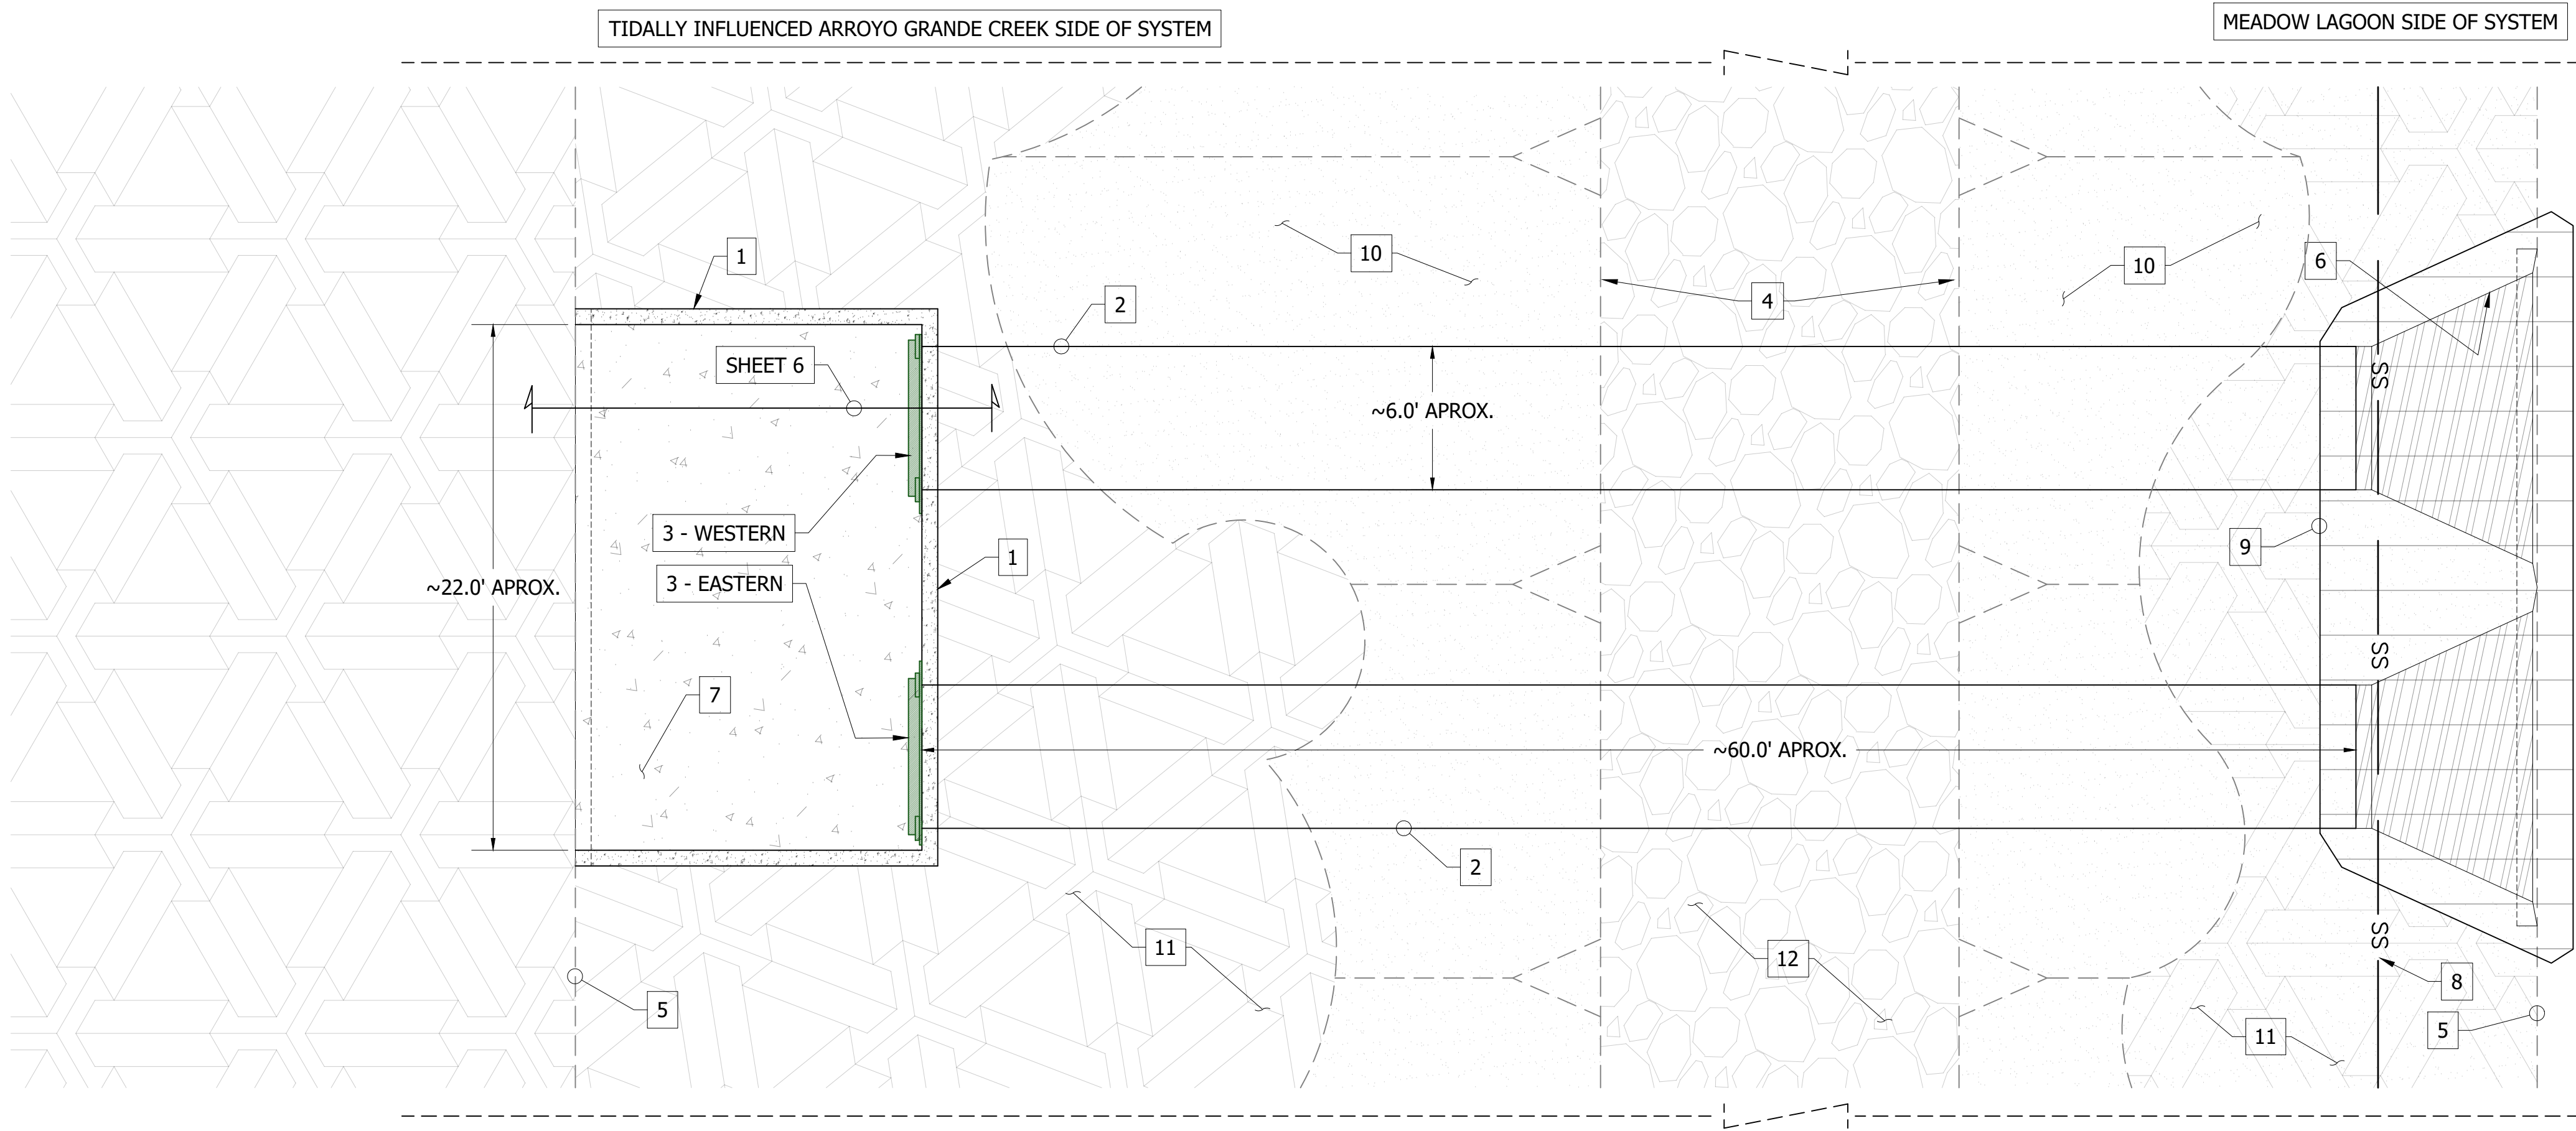 TIDALLY INFLUENCED ARROYO GRANDE CREEK SIDE OF SYSTEM
MEADOW LAGOON SIDE OF SYSTEM
1
2
10
4
10
6
SHEET 6
SS
~6.0' APROX.
3 - WESTERN
1
9
3 - EASTERN
~22.0' APROX.
SS
7
~60.0' APROX.
2
11
12
SS
8
5
11
5